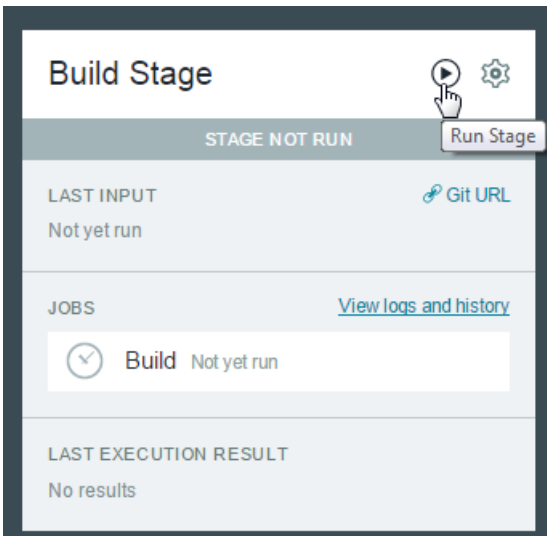 Build Stage
STAGE NOT RUN
Run Stage
LAST INPUT
Git URL
Not yet run
JOBS
View logs and history
Build Not yet run
LAST EXECUTION RESULT
No results